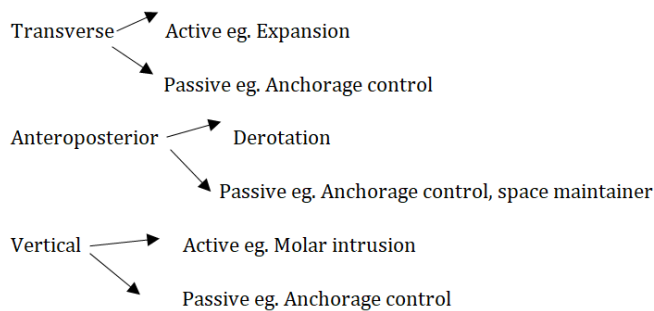 Transverse Active eg. Expansion
Passive eg. Anchorage control
Anteroposterior Derotation
Passive eg. Anchorage control, space maintainer
Vertical Active eg. Molar intrusion
Passive eg. Anchorage control